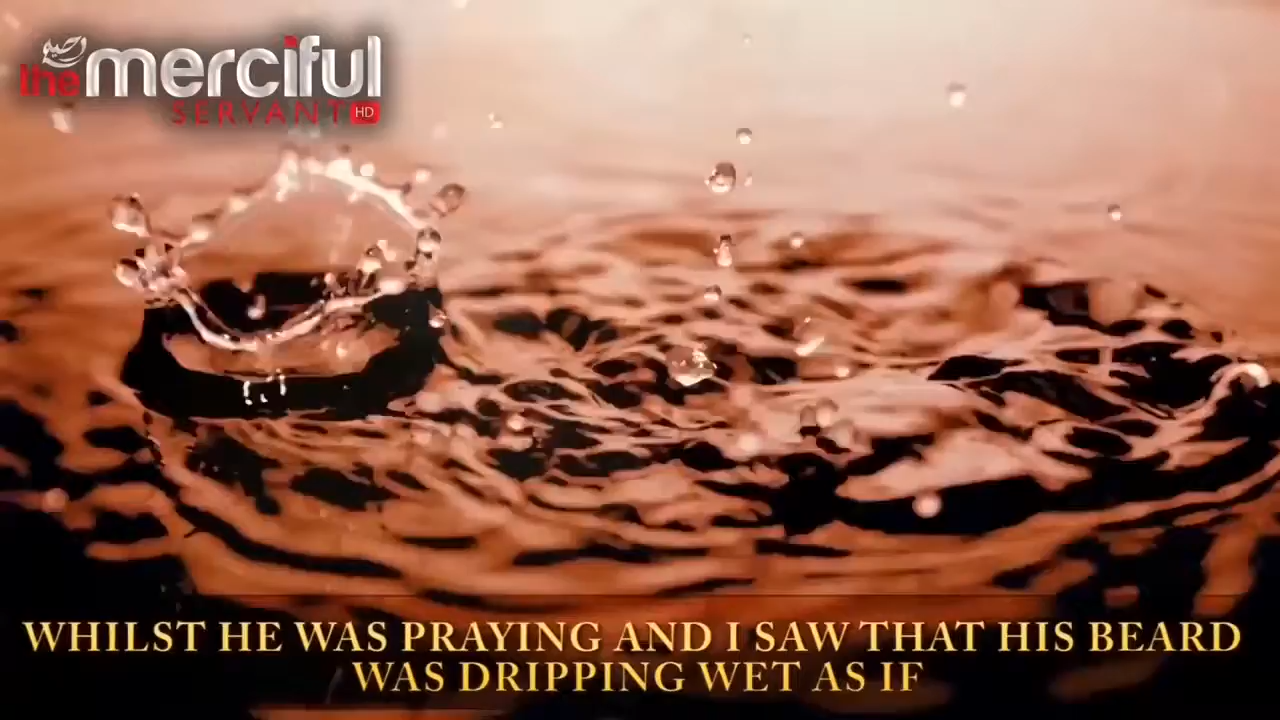 the merciful
SERVANT HD
WHILST HE WAS PRAYING AND I SAW THAT HIS BEARD
WAS DRIPPING WET AS IF